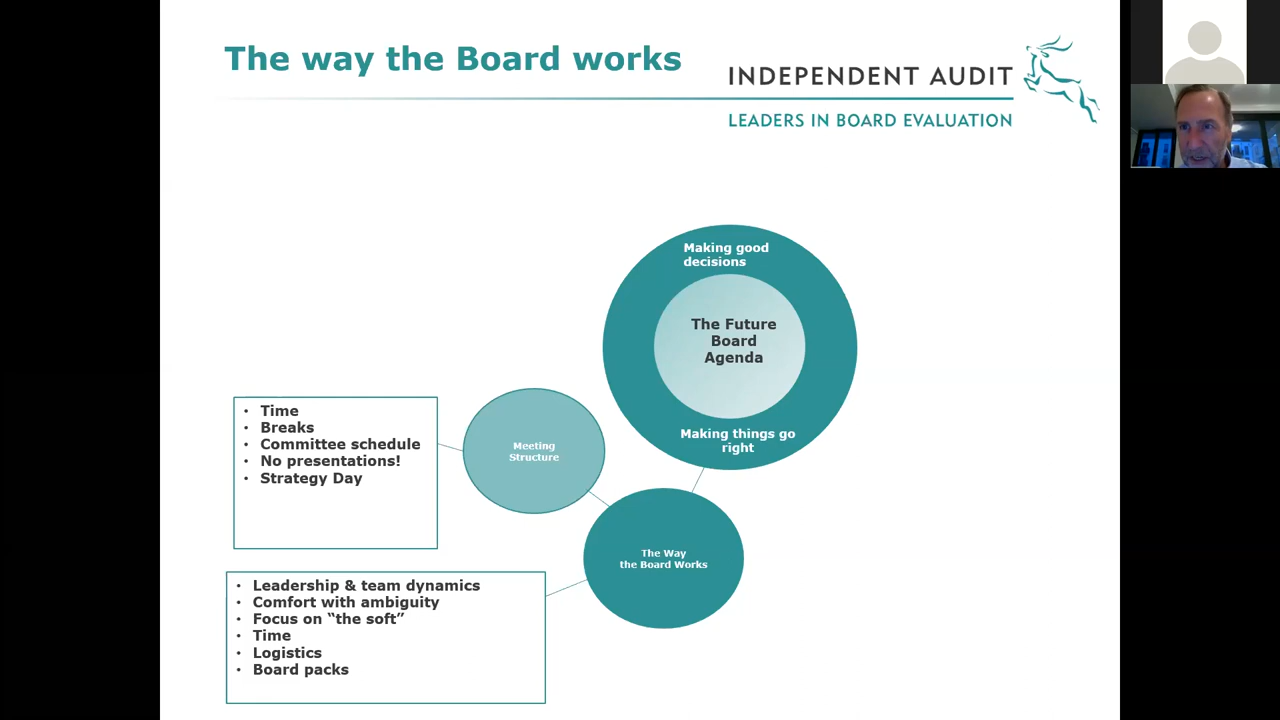 The way the Board works
INDEPENDENT AUDIT
LEADERS IN BOARD EVALUATION
Making good
decisions
The Future
Board
Agenda
Making things go
right
• Time
• Breaks
• Committee schedule
• No presentations!
• Strategy Day
Meeting
Structure
The Way
the Board Works
• Leadership & team dynamics
• Comfort with ambiguity
• Focus on “the soft”
• Time
• Logistics
• Board packs